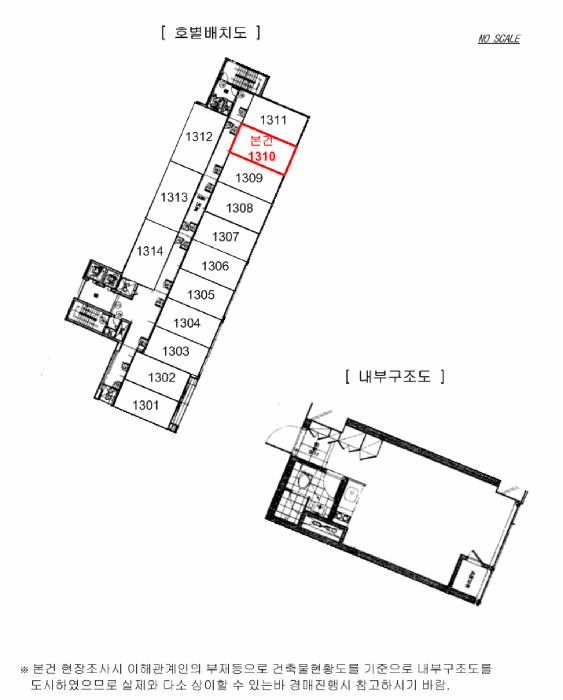 [ 호별배치도 ]
NO SCALE
1311
본건
1310
1312
1309
1313
1308
1307
1314
1306
1305
1304
1303
1302
1301
[ 내부구조도 ]
※ 본건 현장조사시 이해관계인의 부재등으로 건축물현황도를 기준으로 내부구조도를
도시하였으므로 실제와 다소 상이할 수 있는바 경매진행시 참고하시기 바람.